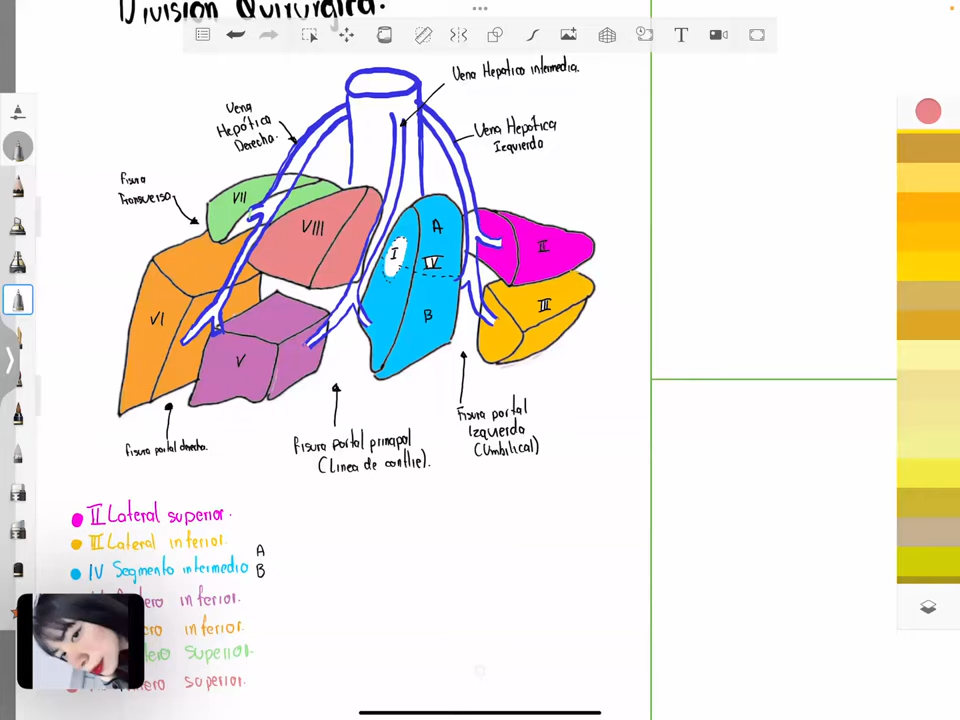 División Quirúrgica.
Vena Hepática intermedia.
Vena
Hepática
Derecha.
Vena Hepática
Izquierda
Fisura
Transversa
VII
VIII
A
I
IV
II
III
VI
B
V
Fisura portal derecha.
Fisura portal principal
(Linea de cantlie).
Fisura portal
Izquierda
(Umbilical)
II Lateral superior.
III Lateral inferior.
A
IV Segmento intermedio
B
inferior.
inferior.
superior.
superior.
T